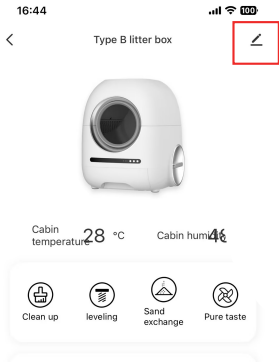 16:44
100
Type B litter box
Cabin
temperature
28 °C
Cabin humi
Clean up
leveling
Sand
exchange
Pure taste